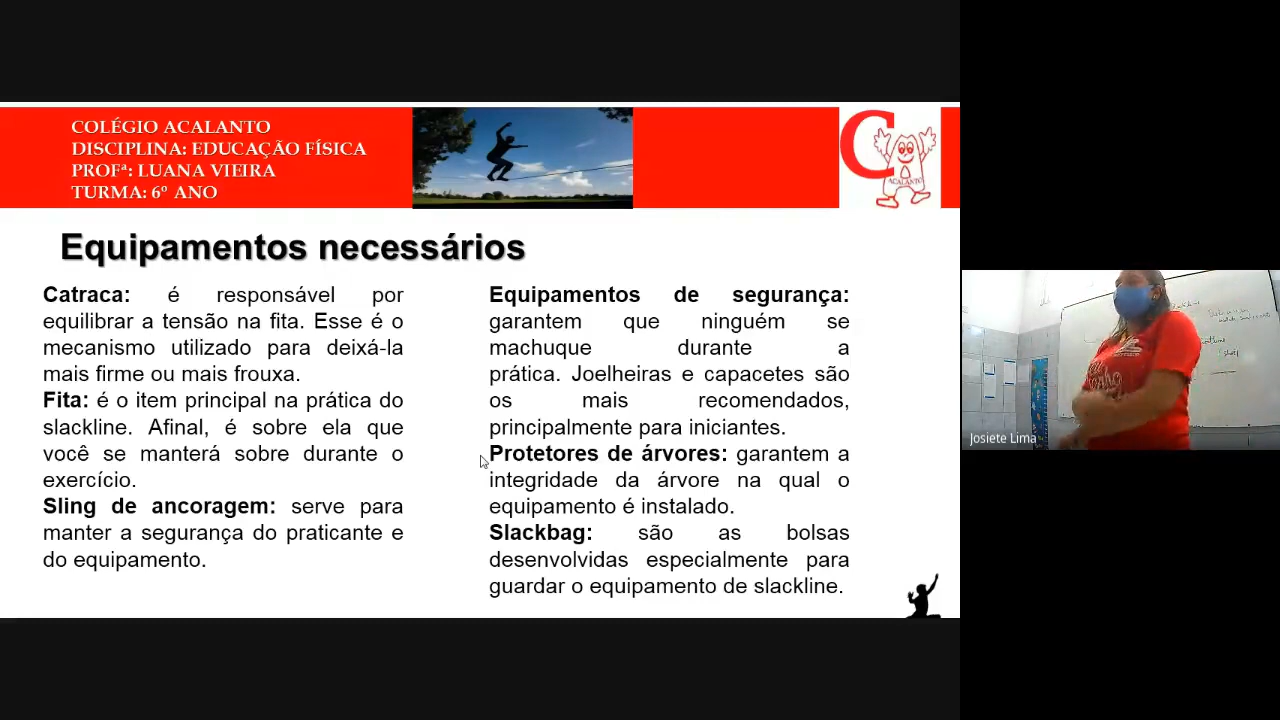 COLÉGIO ACALANTO
DISCIPLINA: EDUCAÇÃO FÍSICA
PROFª: LUANA VIEIRA
TURMA: 6º ANO
C
ACALANTO
Equipamentos necessários
Catraca: é responsável por
equilibrar a tensão na fita. Esse é o
mecanismo utilizado para deixá-la
mais firme ou mais frouxa.
Fita: é o item principal na prática do
slackline. Afinal, é sobre ela que
você se manterá sobre durante o
exercício.
Sling de ancoragem: serve para
manter a segurança do praticante e
do equipamento.
Equipamentos de segurança:
garantem que ninguém se
machuque durante a
prática. Joelheiras e capacetes são
os mais recomendados,
principalmente para iniciantes.
Protetores de árvores: garantem a
integridade da árvore na qual o
equipamento é instalado.
Slackbag: são as bolsas
desenvolvidas especialmente para
guardar o equipamento de slackline.
Josiete Lima